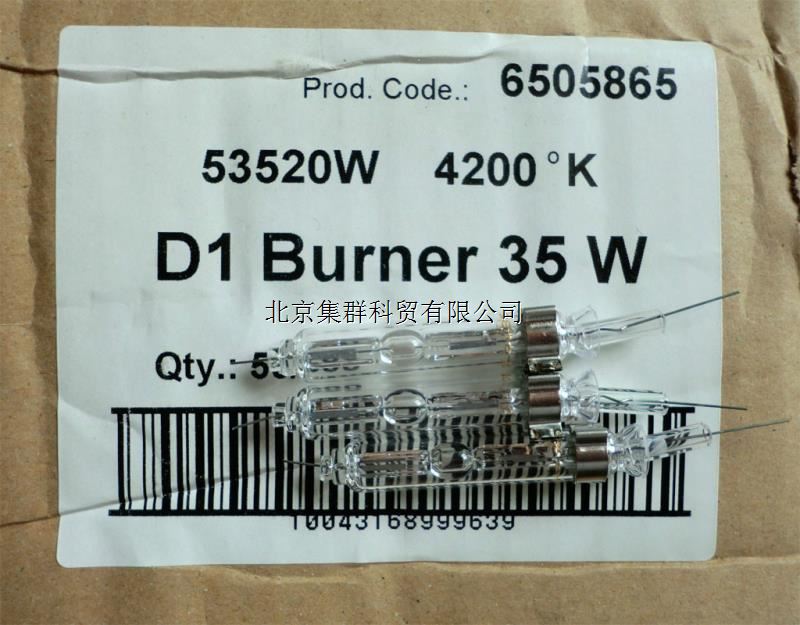 Prod. Code.: 6505865
53520W 4200°K
D1 Burner 35 W
北京集群科贸有限公司
Qty.:
10043168999639